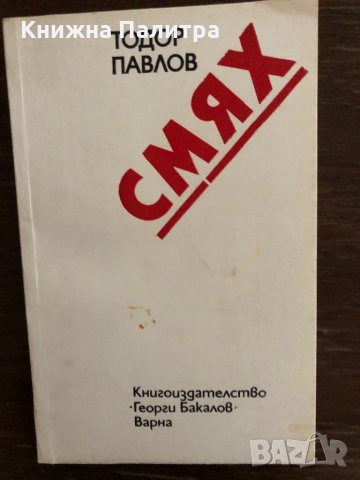 Книжна Палитра
ТОДОР
ПАВЛОВ
СМЯХ
Книгоиздателство
·Георги Бакалов·
Варна
BAZAR